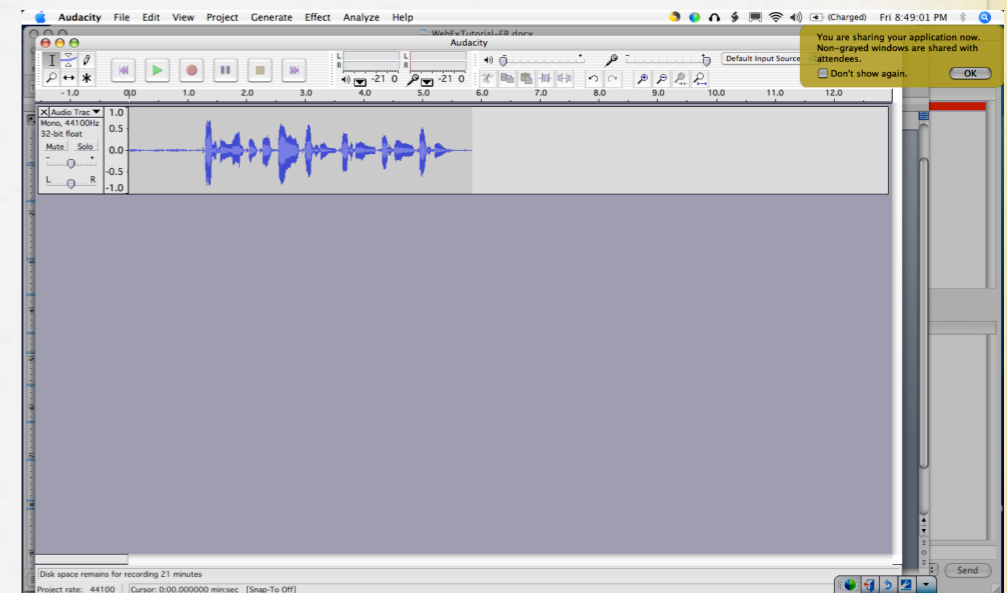 Audacity File Edit View Project Generate Effect Analyze Help
(Charged) Fri 8:49:01 PM
WebExTutorial-FR.docx
Audacity
You are sharing your application now.
Non-grayed windows are shared with
attendees.
Don't show again.
OK
L
R
L
R
- +
- +
Default Input Source
-21 0
-21 0
-1.0 0.0 1.0 2.0 3.0 4.0 5.0 6.0 7.0 8.0 9.0 10.0 11.0 12.0
X Audio Trac
Mono, 44100Hz
32-bit float
Mute Solo
- +
L R
1.0
0.5
0.0
-0.5
-1.0
Disk space remains for recording 21 minutes
Project rate: 44100 Cursor: 0:00.000000 min:sec [Snap-To Off]
Send